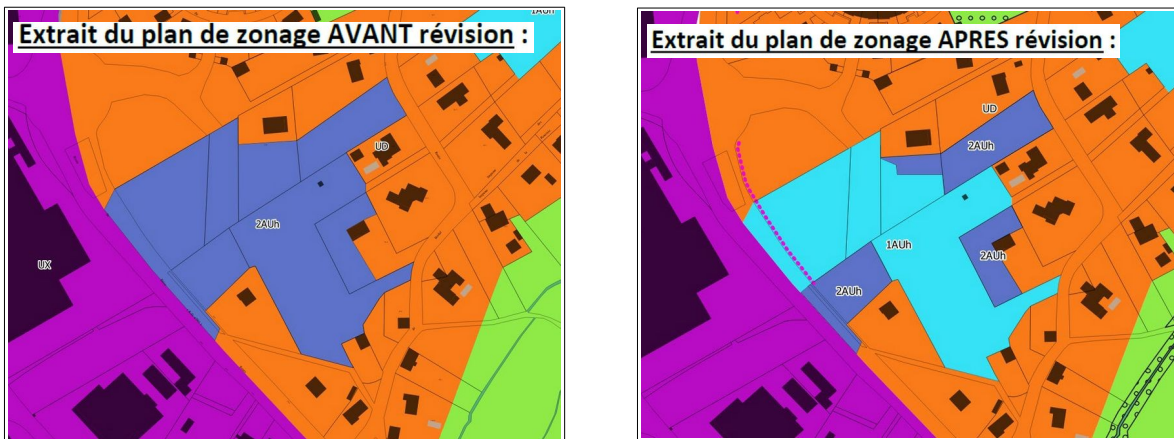 1AUh
Extrait du plan de zonage AVANT révision :
UD
2AUh
UX
Extrait du plan de zonage APRES révision :
UD
2AUh
1AUh
2AUh
2AUh